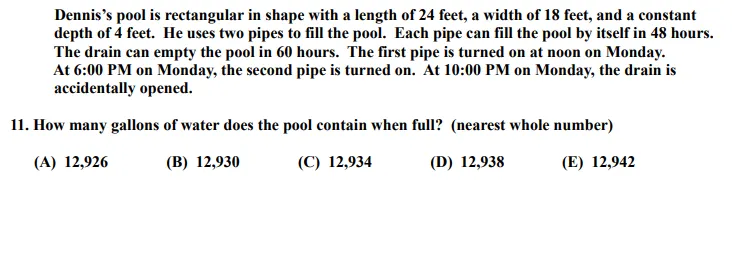 Dennis's pool is rectangular in shape with a length of 24 feet, a width of 18 feet, and a constant
depth of 4 feet. He uses two pipes to fill the pool. Each pipe can fill the pool by itself in 48 hours.
The drain can empty the pool in 60 hours. The first pipe is turned on at noon on Monday.
At 6:00 PM on Monday, the second pipe is turned on. At 10:00 PM on Monday, the drain is
accidentally opened.
11. How many gallons of water does the pool contain when full? (nearest whole number)
(A) 12,926 (B) 12,930 (C) 12,934 (D) 12,938 (E) 12,942